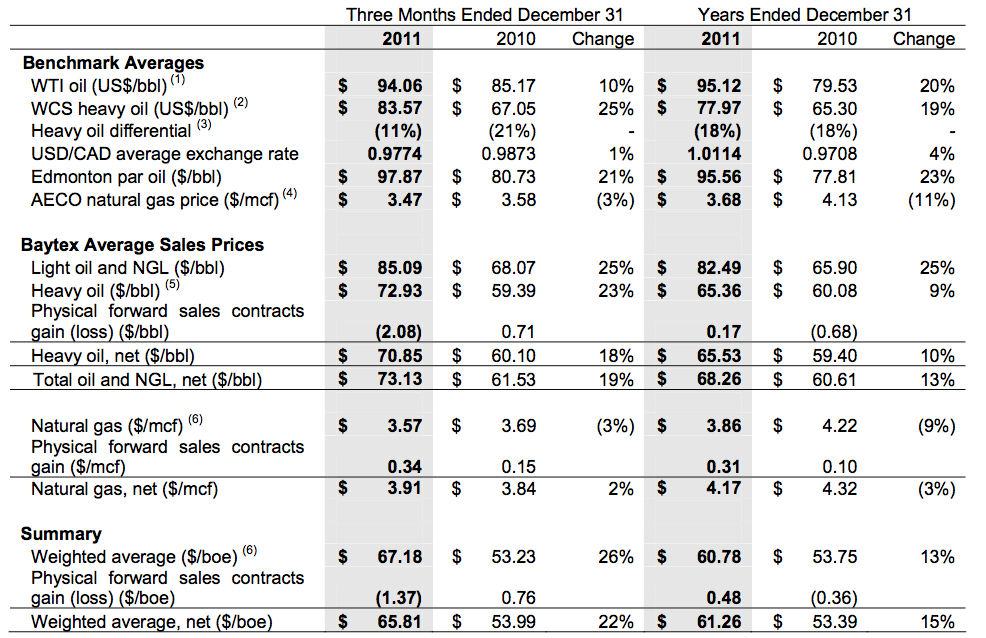 Three Months Ended December 31 Years Ended December 31
2011 2010 Change 2011 2010 Change
Benchmark Averages
WTI oil (US$/bbl) (1) $ 94.06 $ 85.17 10% $ 95.12 $ 79.53 20%
WCS heavy oil (US$/bbl) (2) $ 83.57 $ 67.05 25% $ 77.97 $ 65.30 19%
Heavy oil differential (3) (11%) (21%) - (18%) (18%) -
USD/CAD average exchange rate 0.9774 0.9873 1% 1.0114 0.9708 4%
Edmonton par oil ($/bbl) $ 97.87 $ 80.73 21% $ 95.56 $ 77.81 23%
AECO natural gas price ($/mcf) (4) $ 3.47 $ 3.58 (3%) $ 3.68 $ 4.13 (11%)
Baytex Average Sales Prices
Light oil and NGL ($/bbl) $ 85.09 $ 68.07 25% $ 82.49 $ 65.90 25%
Heavy oil ($/bbl) (5) $ 72.93 $ 59.39 23% $ 65.36 $ 60.08 9%
Physical forward sales contracts
gain (loss) ($/bbl) (2.08) 0.71 0.17 (0.68)
Heavy oil, net ($/bbl) $ 70.85 $ 60.10 18% $ 65.53 $ 59.40 10%
Total oil and NGL, net ($/bbl) $ 73.13 $ 61.53 19% $ 68.26 $ 60.61 13%
Natural gas ($/mcf) (6) $ 3.57 $ 3.69 (3%) $ 3.86 $ 4.22 (9%)
Physical forward sales contracts
gain ($/mcf) 0.34 0.15 0.31 0.10
Natural gas, net ($/mcf) $ 3.91 $ 3.84 2% $ 4.17 $ 4.32 (3%)
Summary
Weighted average ($/boe) (6) $ 67.18 $ 53.23 26% $ 60.78 $ 53.75 13%
Physical forward sales contracts
gain (loss) ($/boe) (1.37) 0.76 0.48 (0.36)
Weighted average, net ($/boe) $ 65.81 $ 53.99 22% $ 61.26 $ 53.39 15%